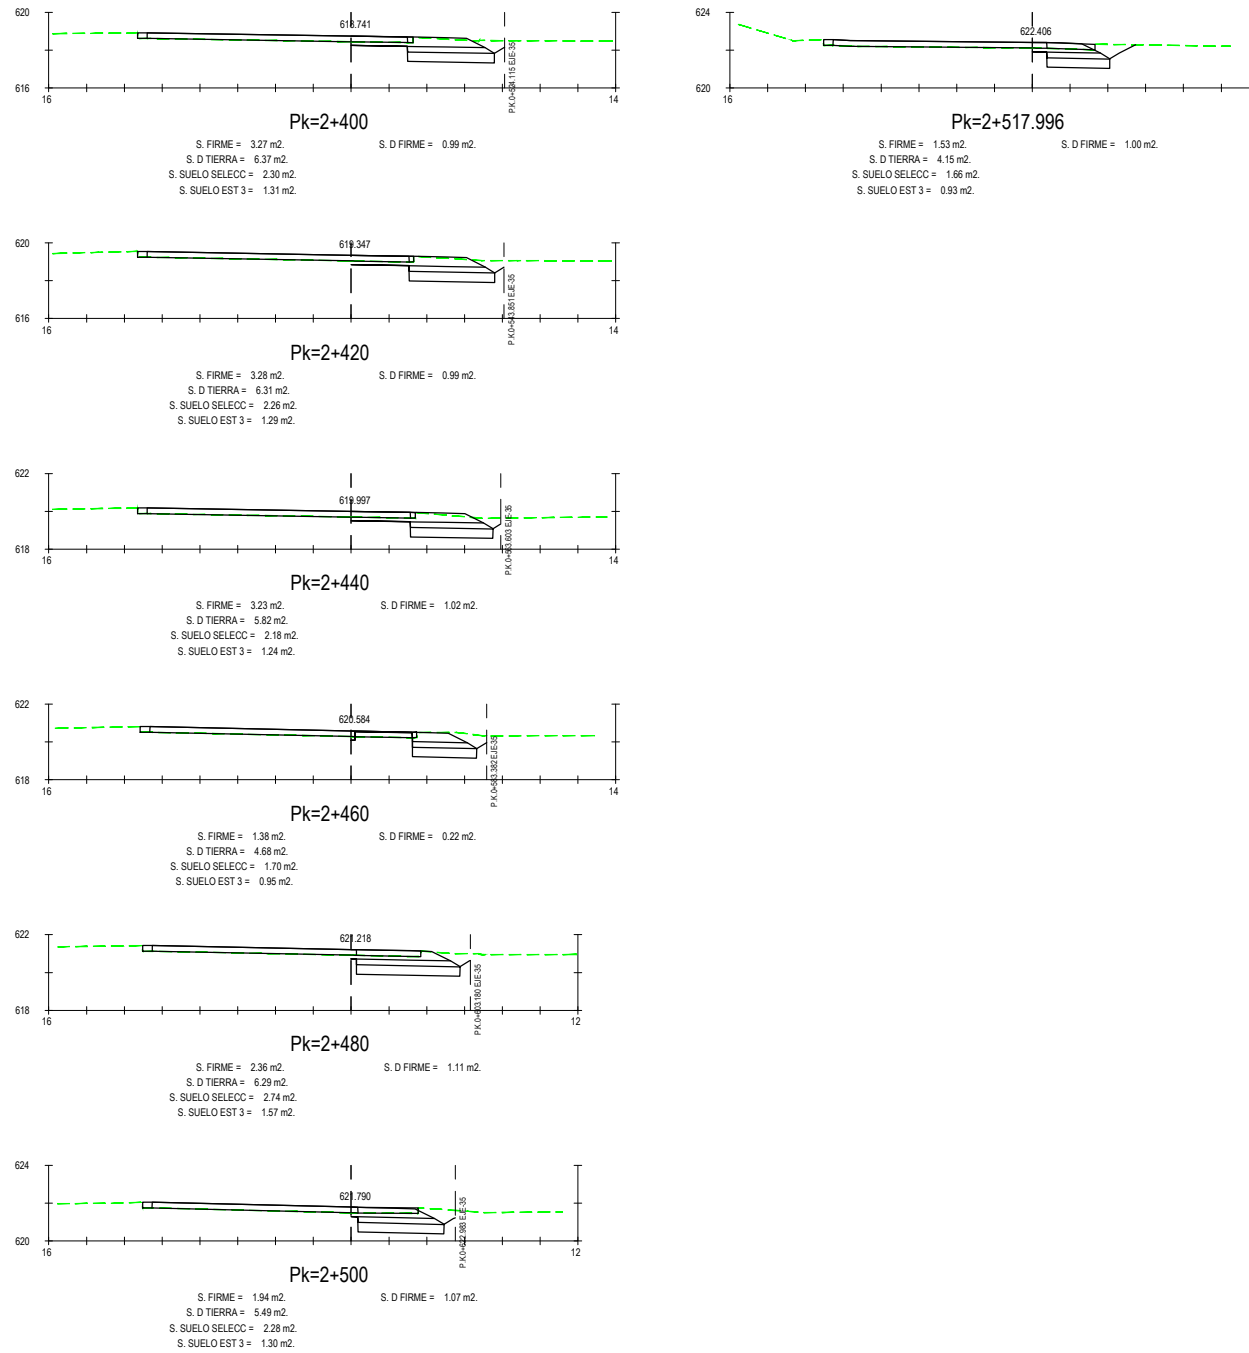 620
618.741
616
16
14
P.K.0+524.115 EJE-35
Pk=2+400
S. FIRME = 3.27 m2. S. D FIRME = 0.99 m2.
S. D TIERRA = 6.37 m2.
S. SUELO SELECC = 2.30 m2.
S. SUELO EST 3 = 1.31 m2.
620
619.347
616
16
14
P.K.0+543.851 EJE-35
Pk=2+420
S. FIRME = 3.28 m2. S. D FIRME = 0.99 m2.
S. D TIERRA = 6.31 m2.
S. SUELO SELECC = 2.26 m2.
S. SUELO EST 3 = 1.29 m2.
622
619.997
618
16
14
P.K.0+563.603 EJE-35
Pk=2+440
S. FIRME = 3.23 m2. S. D FIRME = 1.02 m2.
S. D TIERRA = 5.82 m2.
S. SUELO SELECC = 2.18 m2.
S. SUELO EST 3 = 1.24 m2.
622
620.584
618
16
14
P.K.0+583.382 EJE-35
Pk=2+460
S. FIRME = 1.38 m2. S. D FIRME = 0.22 m2.
S. D TIERRA = 4.68 m2.
S. SUELO SELECC = 1.70 m2.
S. SUELO EST 3 = 0.95 m2.
622
621.218
618
16
12
P.K.0+603.180 EJE-35
Pk=2+480
S. FIRME = 2.36 m2. S. D FIRME = 1.11 m2.
S. D TIERRA = 6.29 m2.
S. SUELO SELECC = 2.74 m2.
S. SUELO EST 3 = 1.57 m2.
624
621.790
620
16
12
P.K.0+622.983 EJE-35
Pk=2+500
S. FIRME = 1.94 m2. S. D FIRME = 1.07 m2.
S. D TIERRA = 5.49 m2.
S. SUELO SELECC = 2.28 m2.
S. SUELO EST 3 = 1.30 m2.
624
622.406
620
16
Pk=2+517.996
S. FIRME = 1.53 m2. S. D FIRME = 1.00 m2.
S. D TIERRA = 4.15 m2.
S. SUELO SELECC = 1.66 m2.
S. SUELO EST 3 = 0.93 m2.